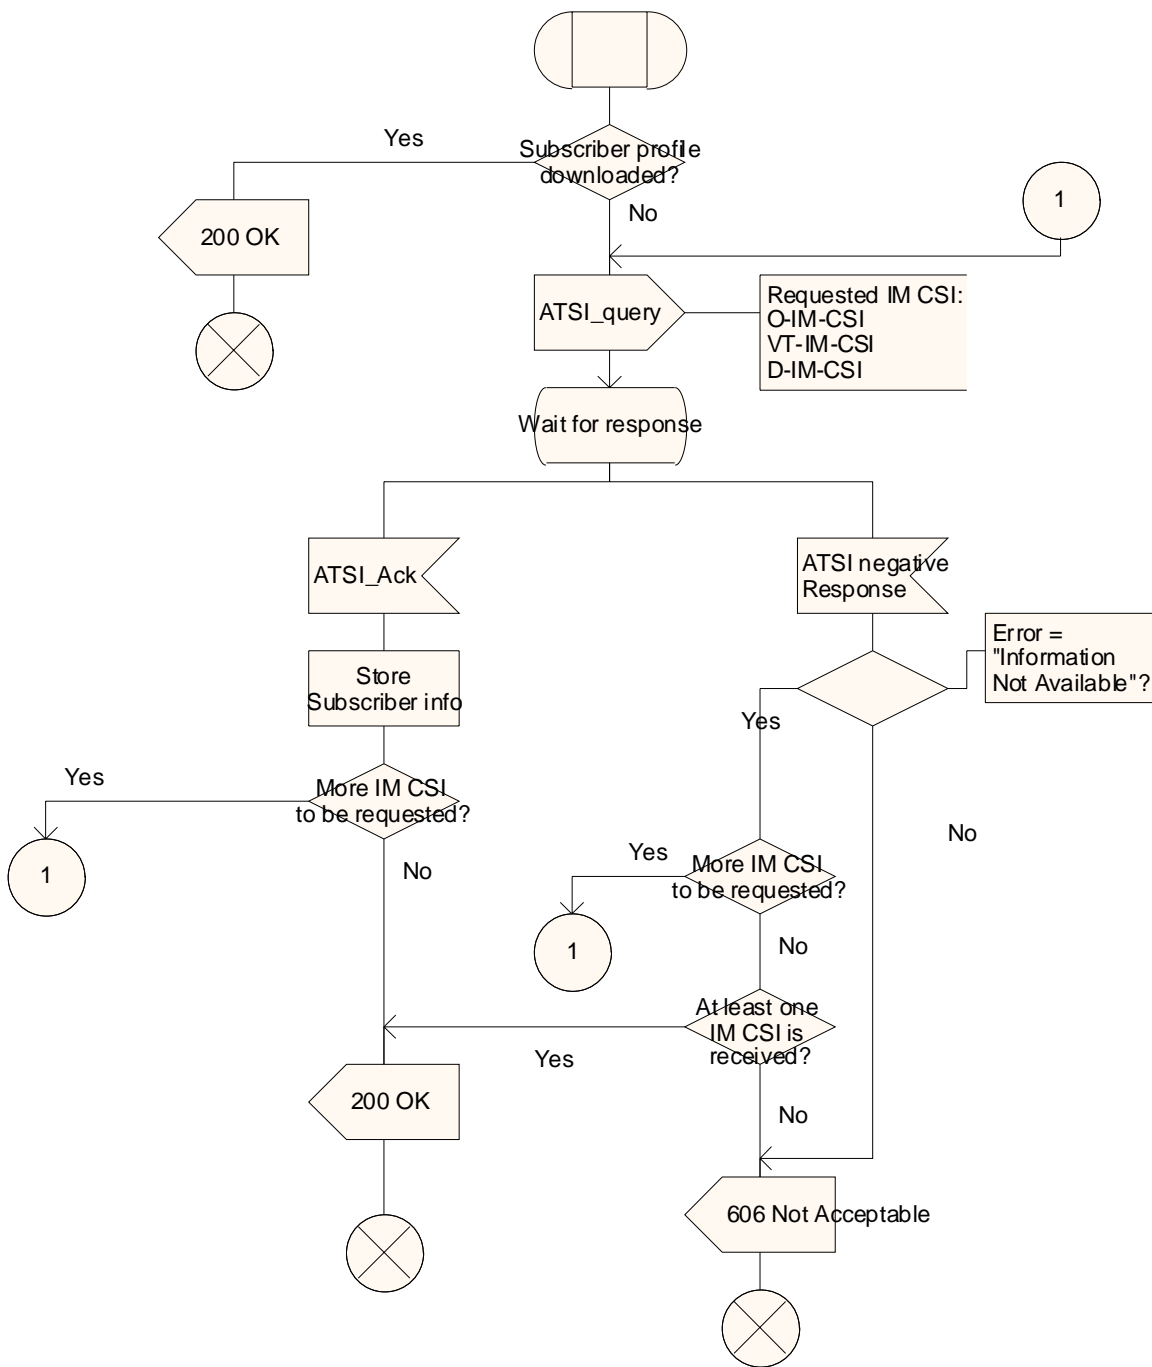 Yes
Subscriber profile
downloaded?
1
No
200 OK
ATSI_query
Requested IM CSI:
O-IM-CSI
VT-IM-CSI
D-IM-CSI
Wait for response
ATSI_Ack
ATSI negative
Response
Error =
"Information
Not Available"?
Store
Subscriber info
Yes
Yes
More IM CSI
to be requested?
No
1
No
Yes
More IM CSI
to be requested?
1
No
At least one
IM CSI is
received?
Yes
200 OK
No
606 Not Acceptable